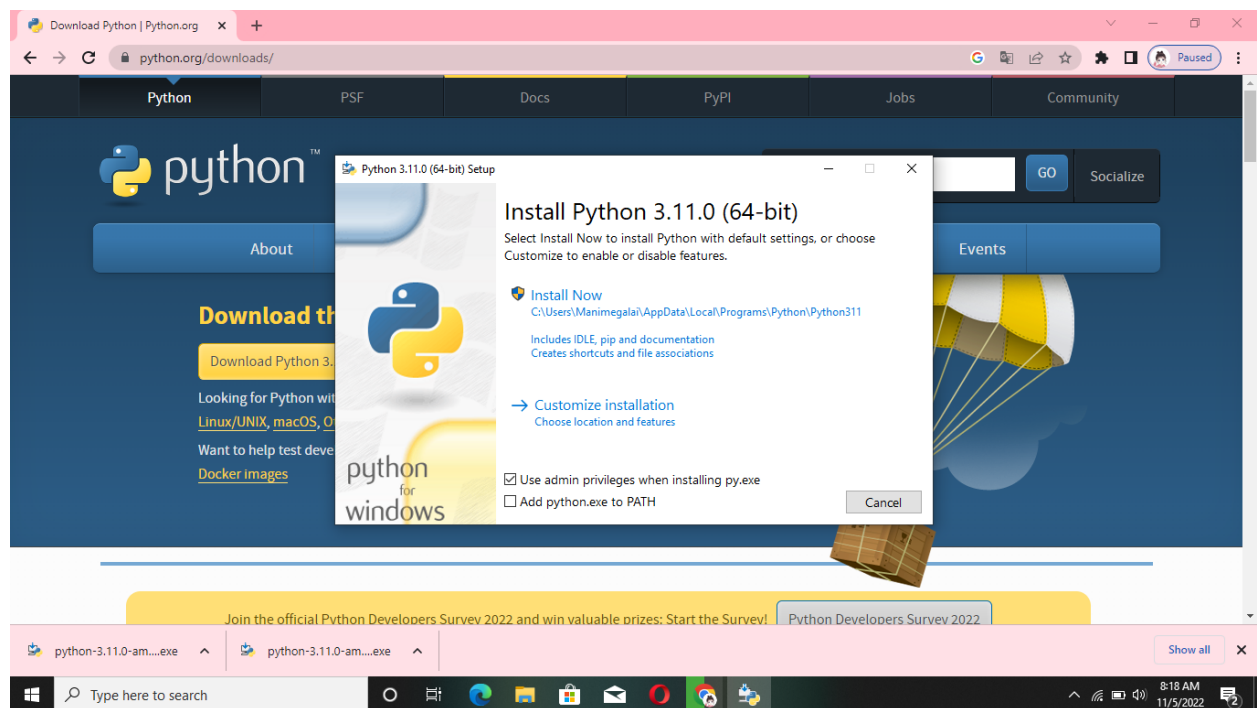 Download Python | Python.org
python.org/downloads/
Paused
Python PSF Docs PyPI Jobs Community
python™
GO Socialize
About Events
Download th
Download Python 3.
Looking for Python wit
Linux/UNIX, macOS, O
Want to help test deve
Docker images
Python 3.11.0 (64-bit) Setup
Install Python 3.11.0 (64-bit)
Select Install Now to install Python with default settings, or choose
Customize to enable or disable features.
Install Now
C:\Users\Manimegalai\AppData\Local\Programs\Python\Python311
Includes IDLE, pip and documentation
Creates shortcuts and file associations
Customize installation
Choose location and features
Use admin privileges when installing py.exe
Add python.exe to PATH
Cancel
python
for
windows
Join the official Python Developers Survey 2022 and win valuable prizes: Start the Survey! Python Developers Survey 2022
python-3.11.0-am....exe python-3.11.0-am....exe Show all
Type here to search
8:18 AM
11/5/2022
2